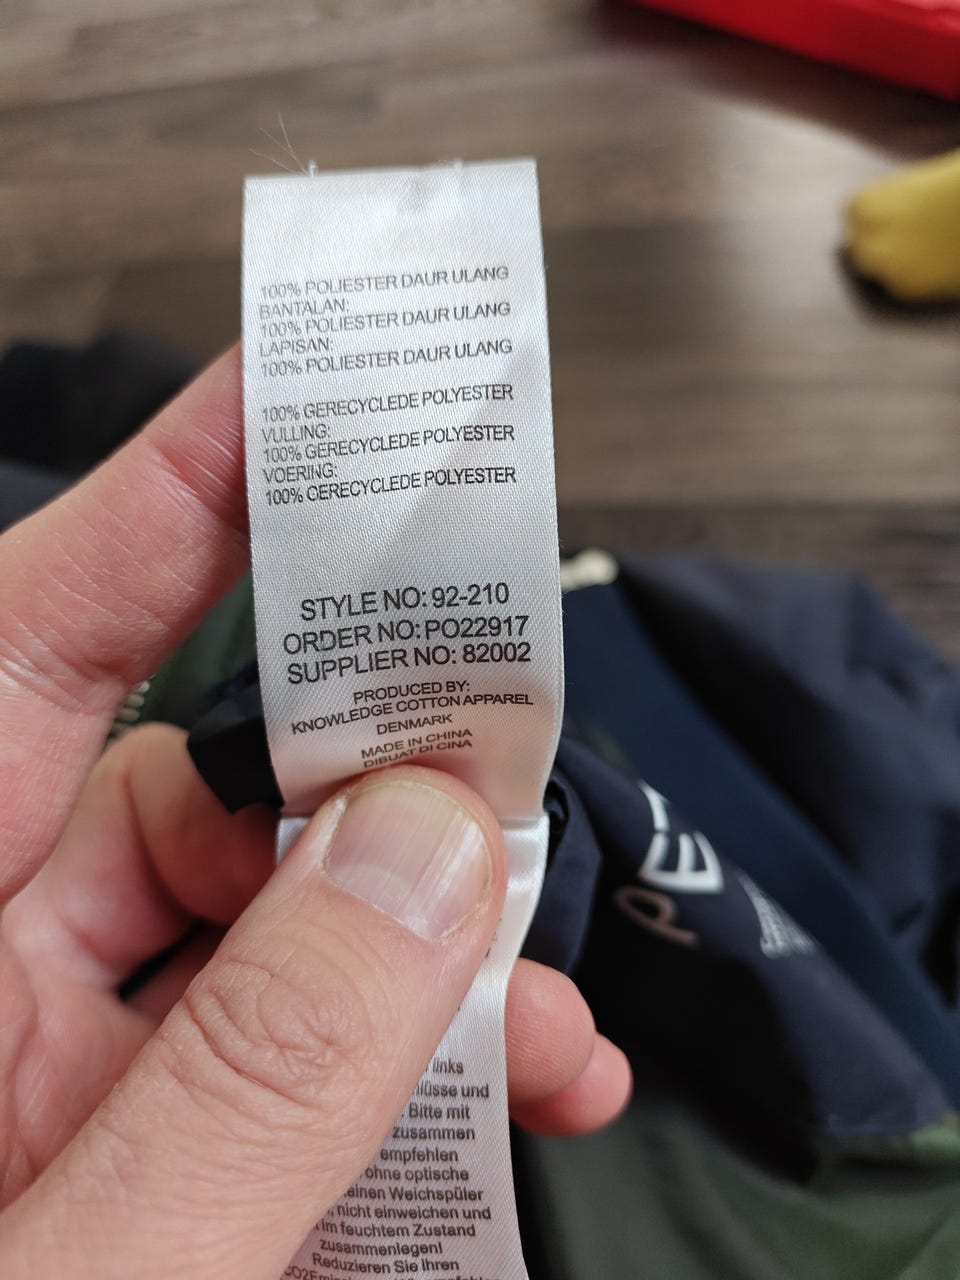 100% POLIESTER DAUR ULANG
BANTALAN:
100% POLIESTER DAUR ULANG
LAPISAN:
100% POLIESTER DAUR ULANG
100% GERECYCLEDE POLYESTER
VULLING:
100% GERECYCLEDE POLYESTER
VOERING:
100% GERECYCLEDE POLYESTER
STYLE NO: 92-210
ORDER NO: PO22917
SUPPLIER NO: 82002
PRODUCED BY:
KNOWLEDGE COTTON APPAREL
DENMARK
MADE IN CHINA
DIBUAT DI CINA
PET
links
und
Bitte mit
zusammen
empfehlen
ohne optische
einen Weichspüler
nicht einweichen und
im feuchtem Zustand
zusammenlegen!
Reduzieren Sie Ihren